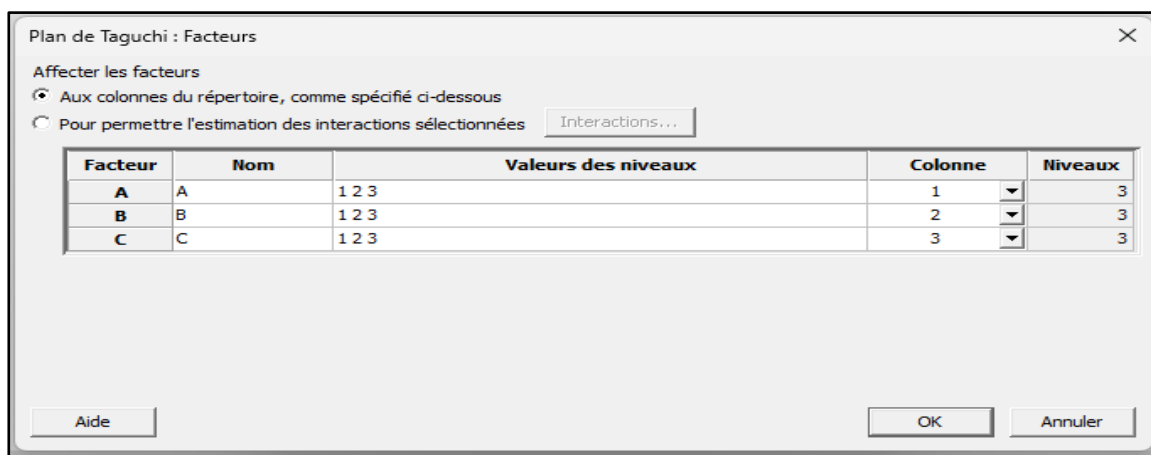 Plan de Taguchi : Facteurs
Affecter les facteurs
Aux colonnes du répertoire, comme spécifié ci-dessous
Pour permettre l'estimation des interactions sélectionnées Interactions...
Facteur Nom Valeurs des niveaux Colonne Niveaux
A A 1 2 3 1 3
B B 1 2 3 2 3
C C 1 2 3 3 3
Aide OK Annuler